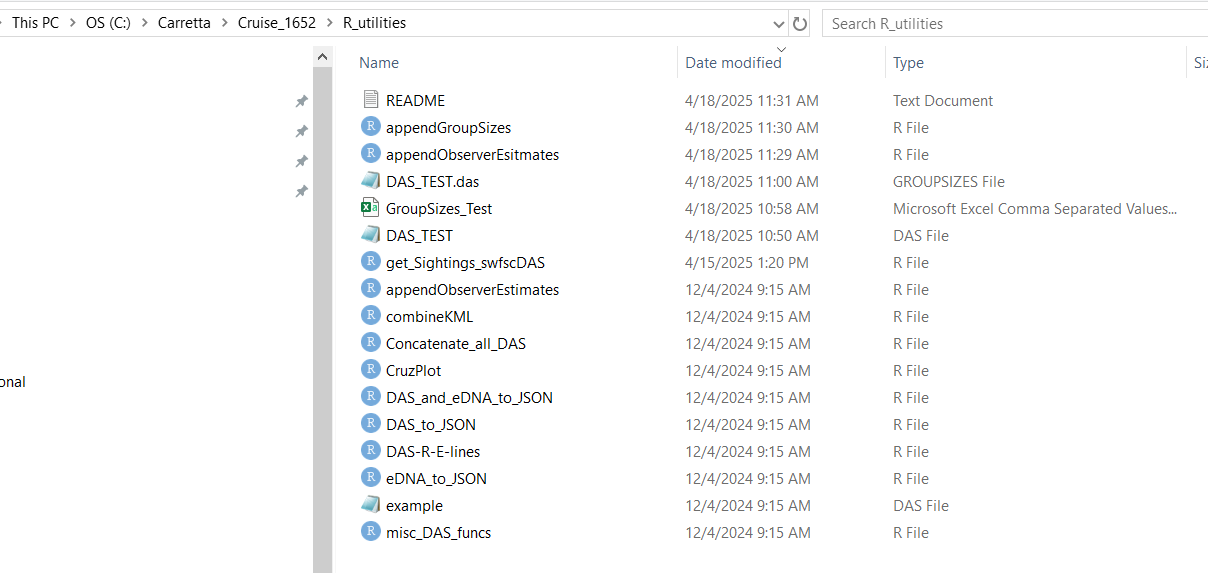 This PC > OS (C:) > Carretta > Cruise_1652 > R_utilities Search R_utilities
Name Date modified Type Siz
README 4/18/2025 11:31 AM Text Document
R appendGroupSizes 4/18/2025 11:30 AM R File
R appendObserverEsitmates 4/18/2025 11:29 AM R File
DAS_TEST.das 4/18/2025 11:00 AM GROUPSIZES File
GroupSizes_Test 4/18/2025 10:58 AM Microsoft Excel Comma Separated Values...
DAS_TEST 4/18/2025 10:50 AM DAS File
R get_Sightings_swfscDAS 4/15/2025 1:20 PM R File
R appendObserverEstimates 12/4/2024 9:15 AM R File
R combineKML 12/4/2024 9:15 AM R File
R Concatenate_all_DAS 12/4/2024 9:15 AM R File
R CruzPlot 12/4/2024 9:15 AM R File
onal
R DAS_and_eDNA_to_JSON 12/4/2024 9:15 AM R File
R DAS_to_JSON 12/4/2024 9:15 AM R File
R DAS-R-E-lines 12/4/2024 9:15 AM R File
R eDNA_to_JSON 12/4/2024 9:15 AM R File
example 12/4/2024 9:15 AM DAS File
R misc_DAS_funcs 12/4/2024 9:15 AM R File